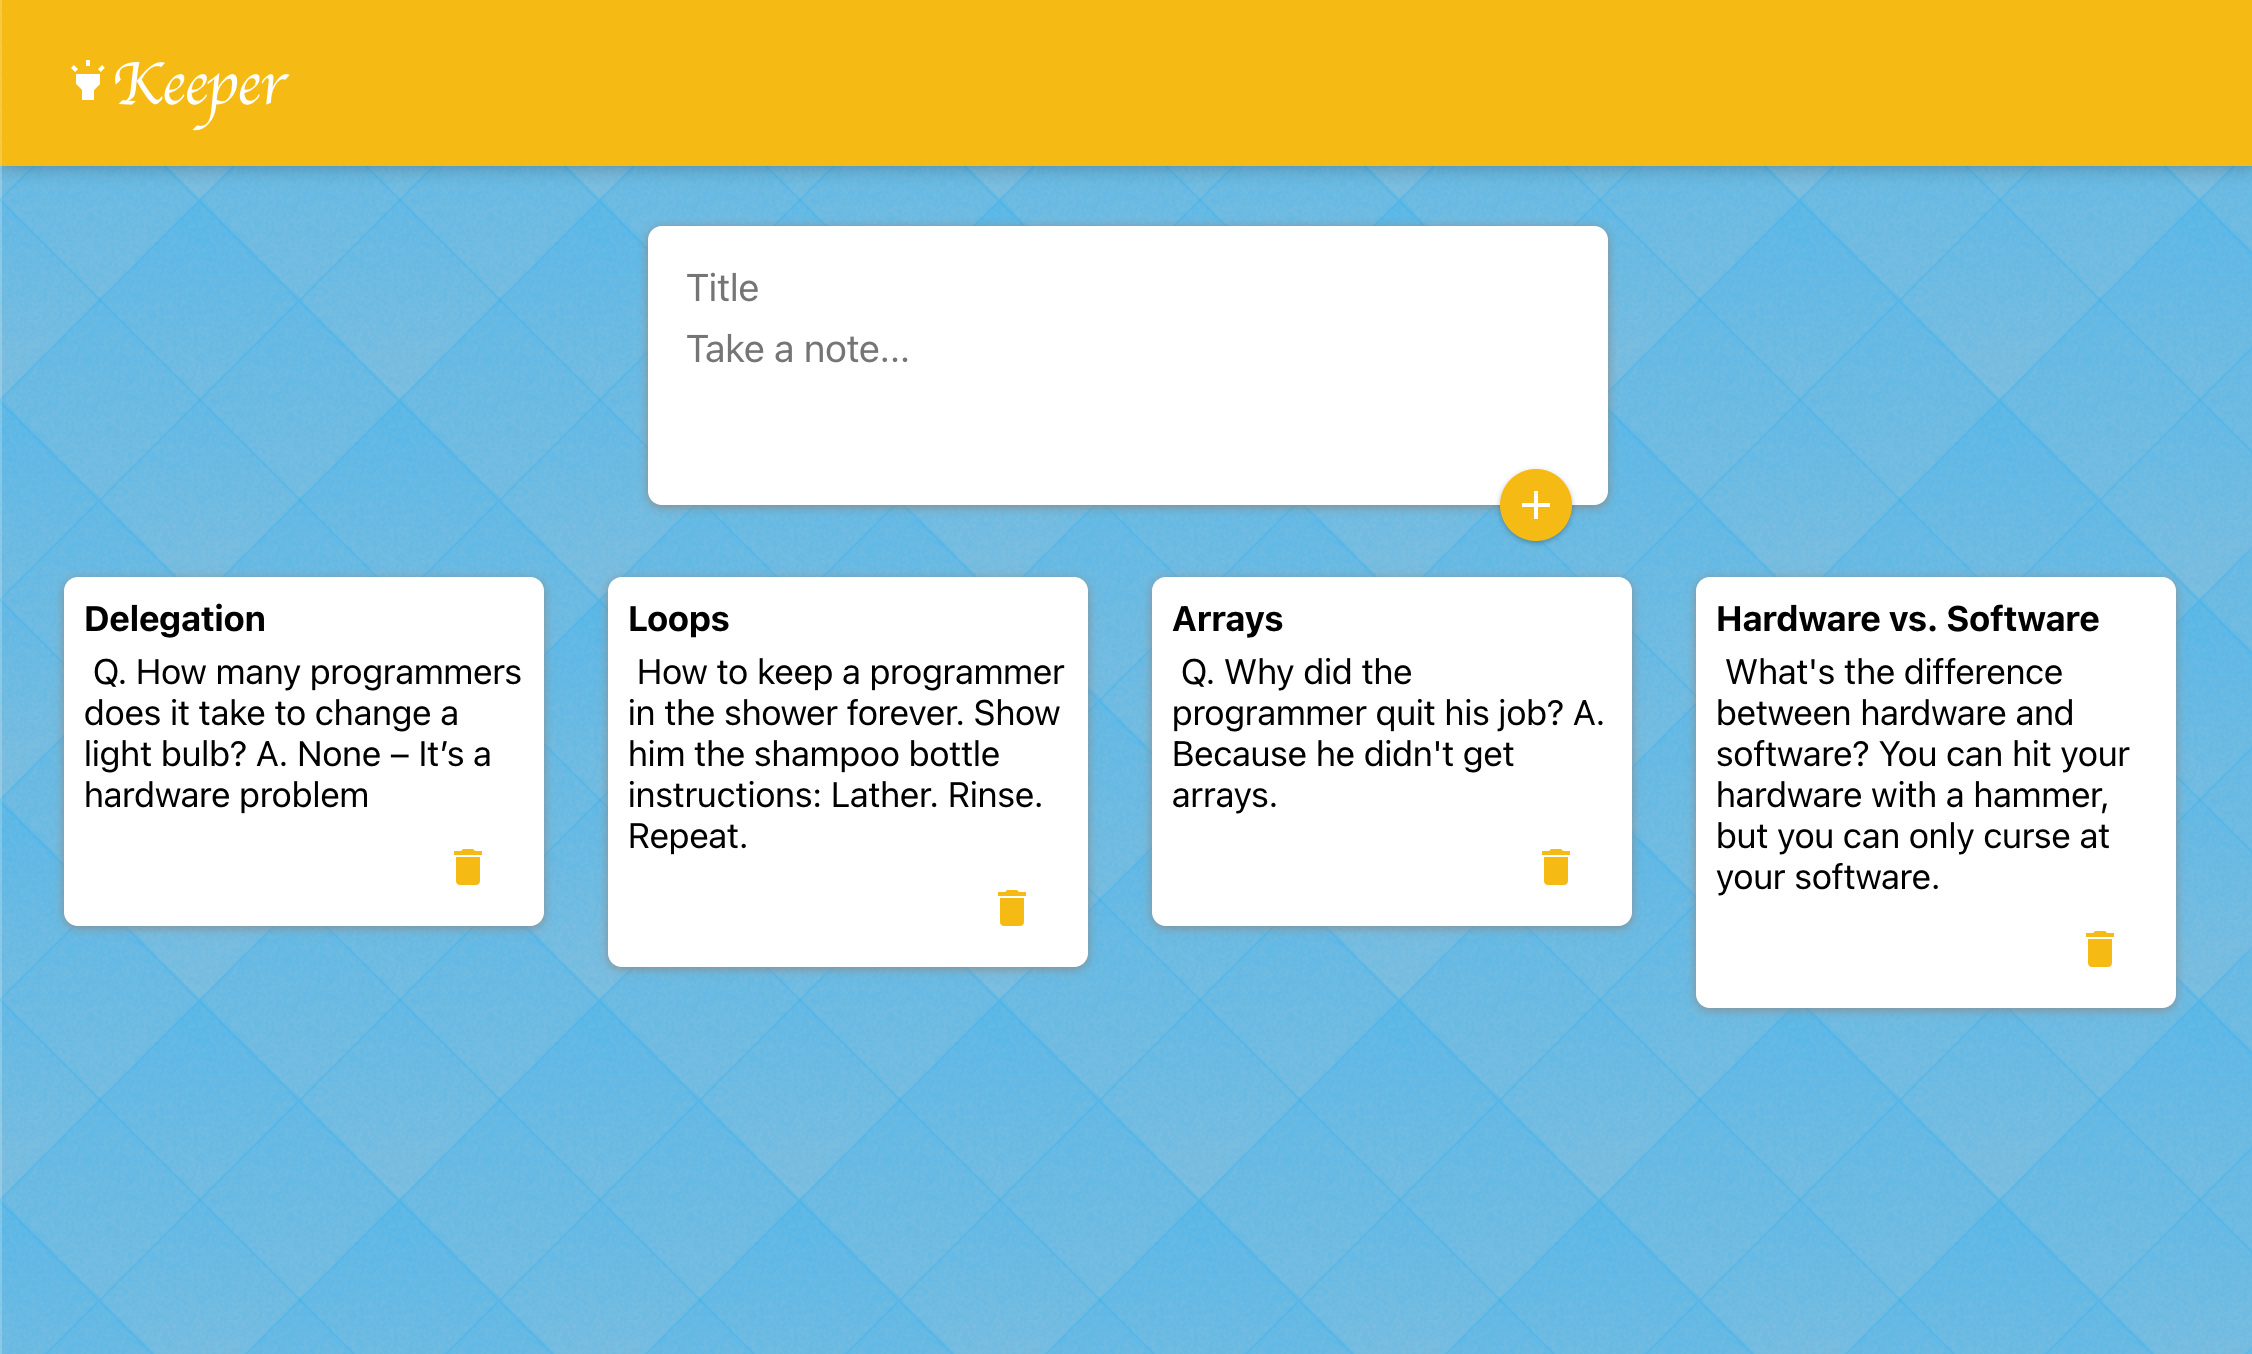 Keeper
Title
Take a note...
Delegation
Q. How many programmers
does it take to change a
light bulb? A. None – It’s a
hardware problem
Loops
How to keep a programmer
in the shower forever. Show
him the shampoo bottle
instructions: Lather. Rinse.
Repeat.
Arrays
Q. Why did the
programmer quit his job? A.
Because he didn't get
arrays.
Hardware vs. Software
What's the difference
between hardware and
software? You can hit your
hardware with a hammer,
but you can only curse at
your software.